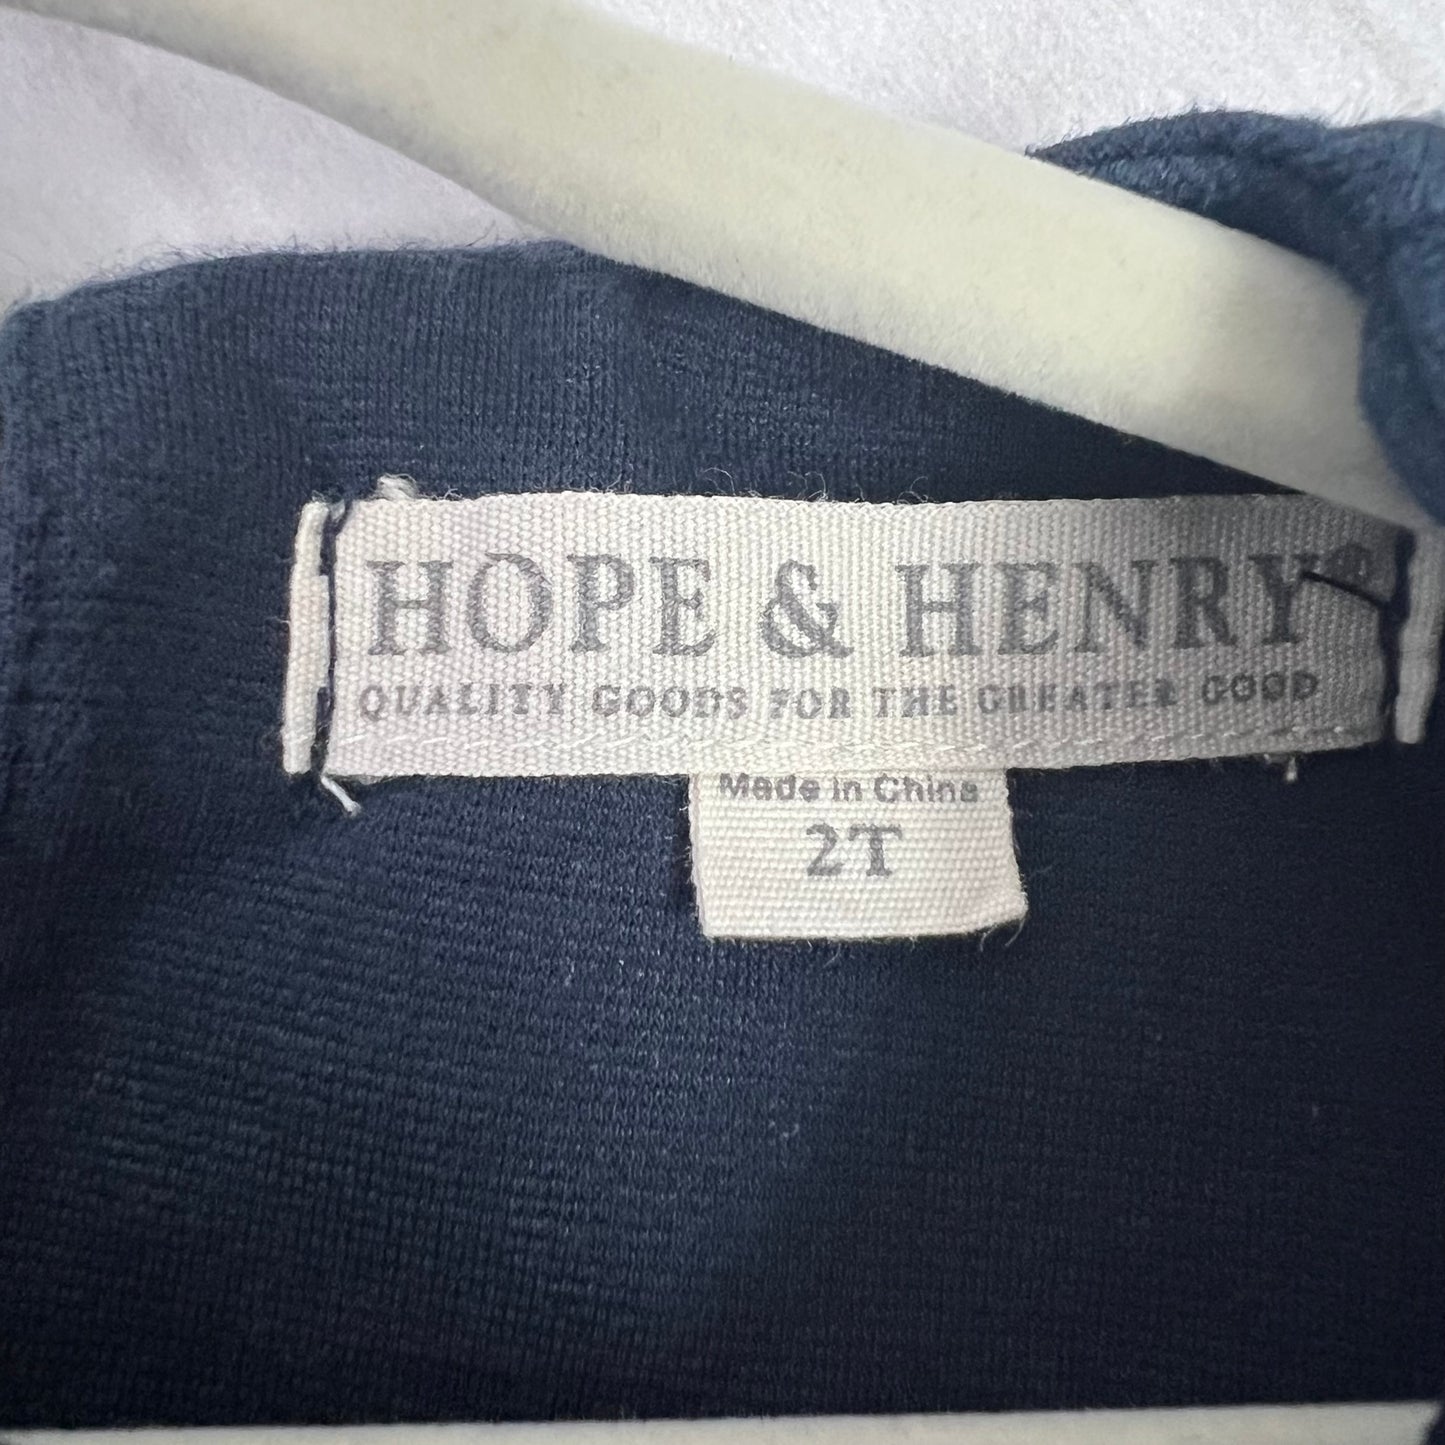 HOPE & HENRY®
QUALITY GOODS FOR THE GREATER GOOD
Made in China
2T